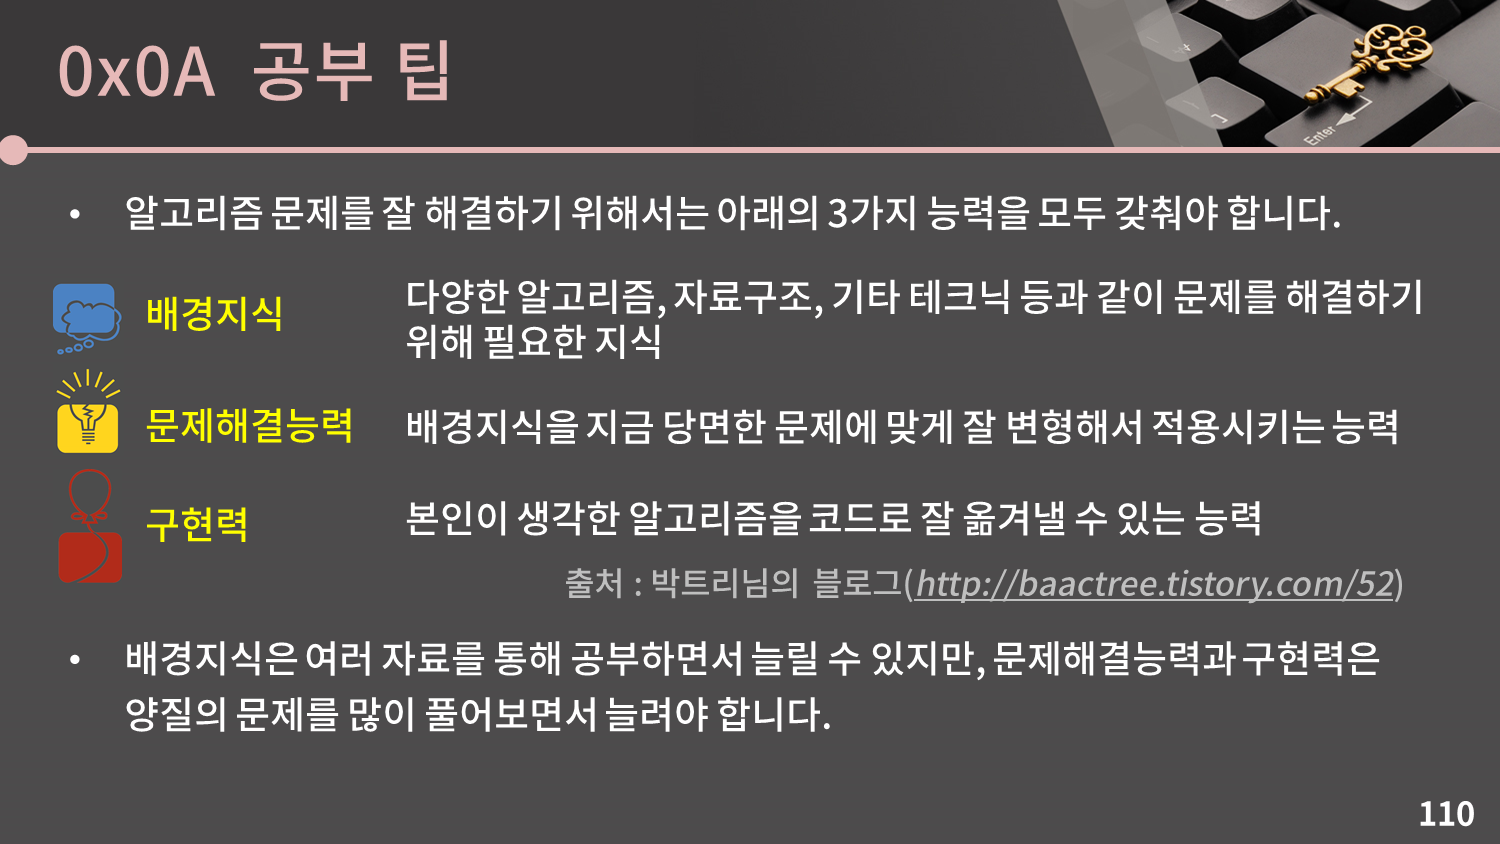 0x0A 공부 팁
Enter
• 알고리즘 문제를 잘 해결하기 위해서는 아래의 3가지 능력을 모두 갖춰야 합니다.
배경지식
다양한 알고리즘, 자료구조, 기타 테크닉 등과 같이 문제를 해결하기
위해 필요한 지식
문제해결능력
배경지식을 지금 당면한 문제에 맞게 잘 변형해서 적용시키는 능력
구현력
본인이 생각한 알고리즘을 코드로 잘 옮겨낼 수 있는 능력
출처 : 박트리님의 블로그(http://baactree.tistory.com/52)
• 배경지식은 여러 자료를 통해 공부하면서 늘릴 수 있지만, 문제해결능력과 구현력은
양질의 문제를 많이 풀어보면서 늘려야 합니다.
110